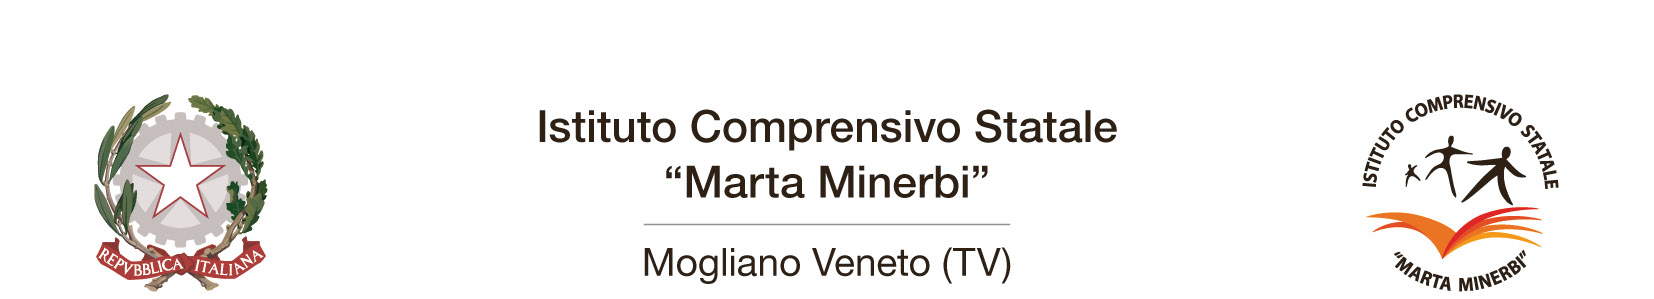 REPVBBLICA ITALIANA
Istituto Comprensivo Statale
“Marta Minerbi”
Mogliano Veneto (TV)
ISTITUTO COMPRENSIVO STATALE
“MARTA MINERBI”